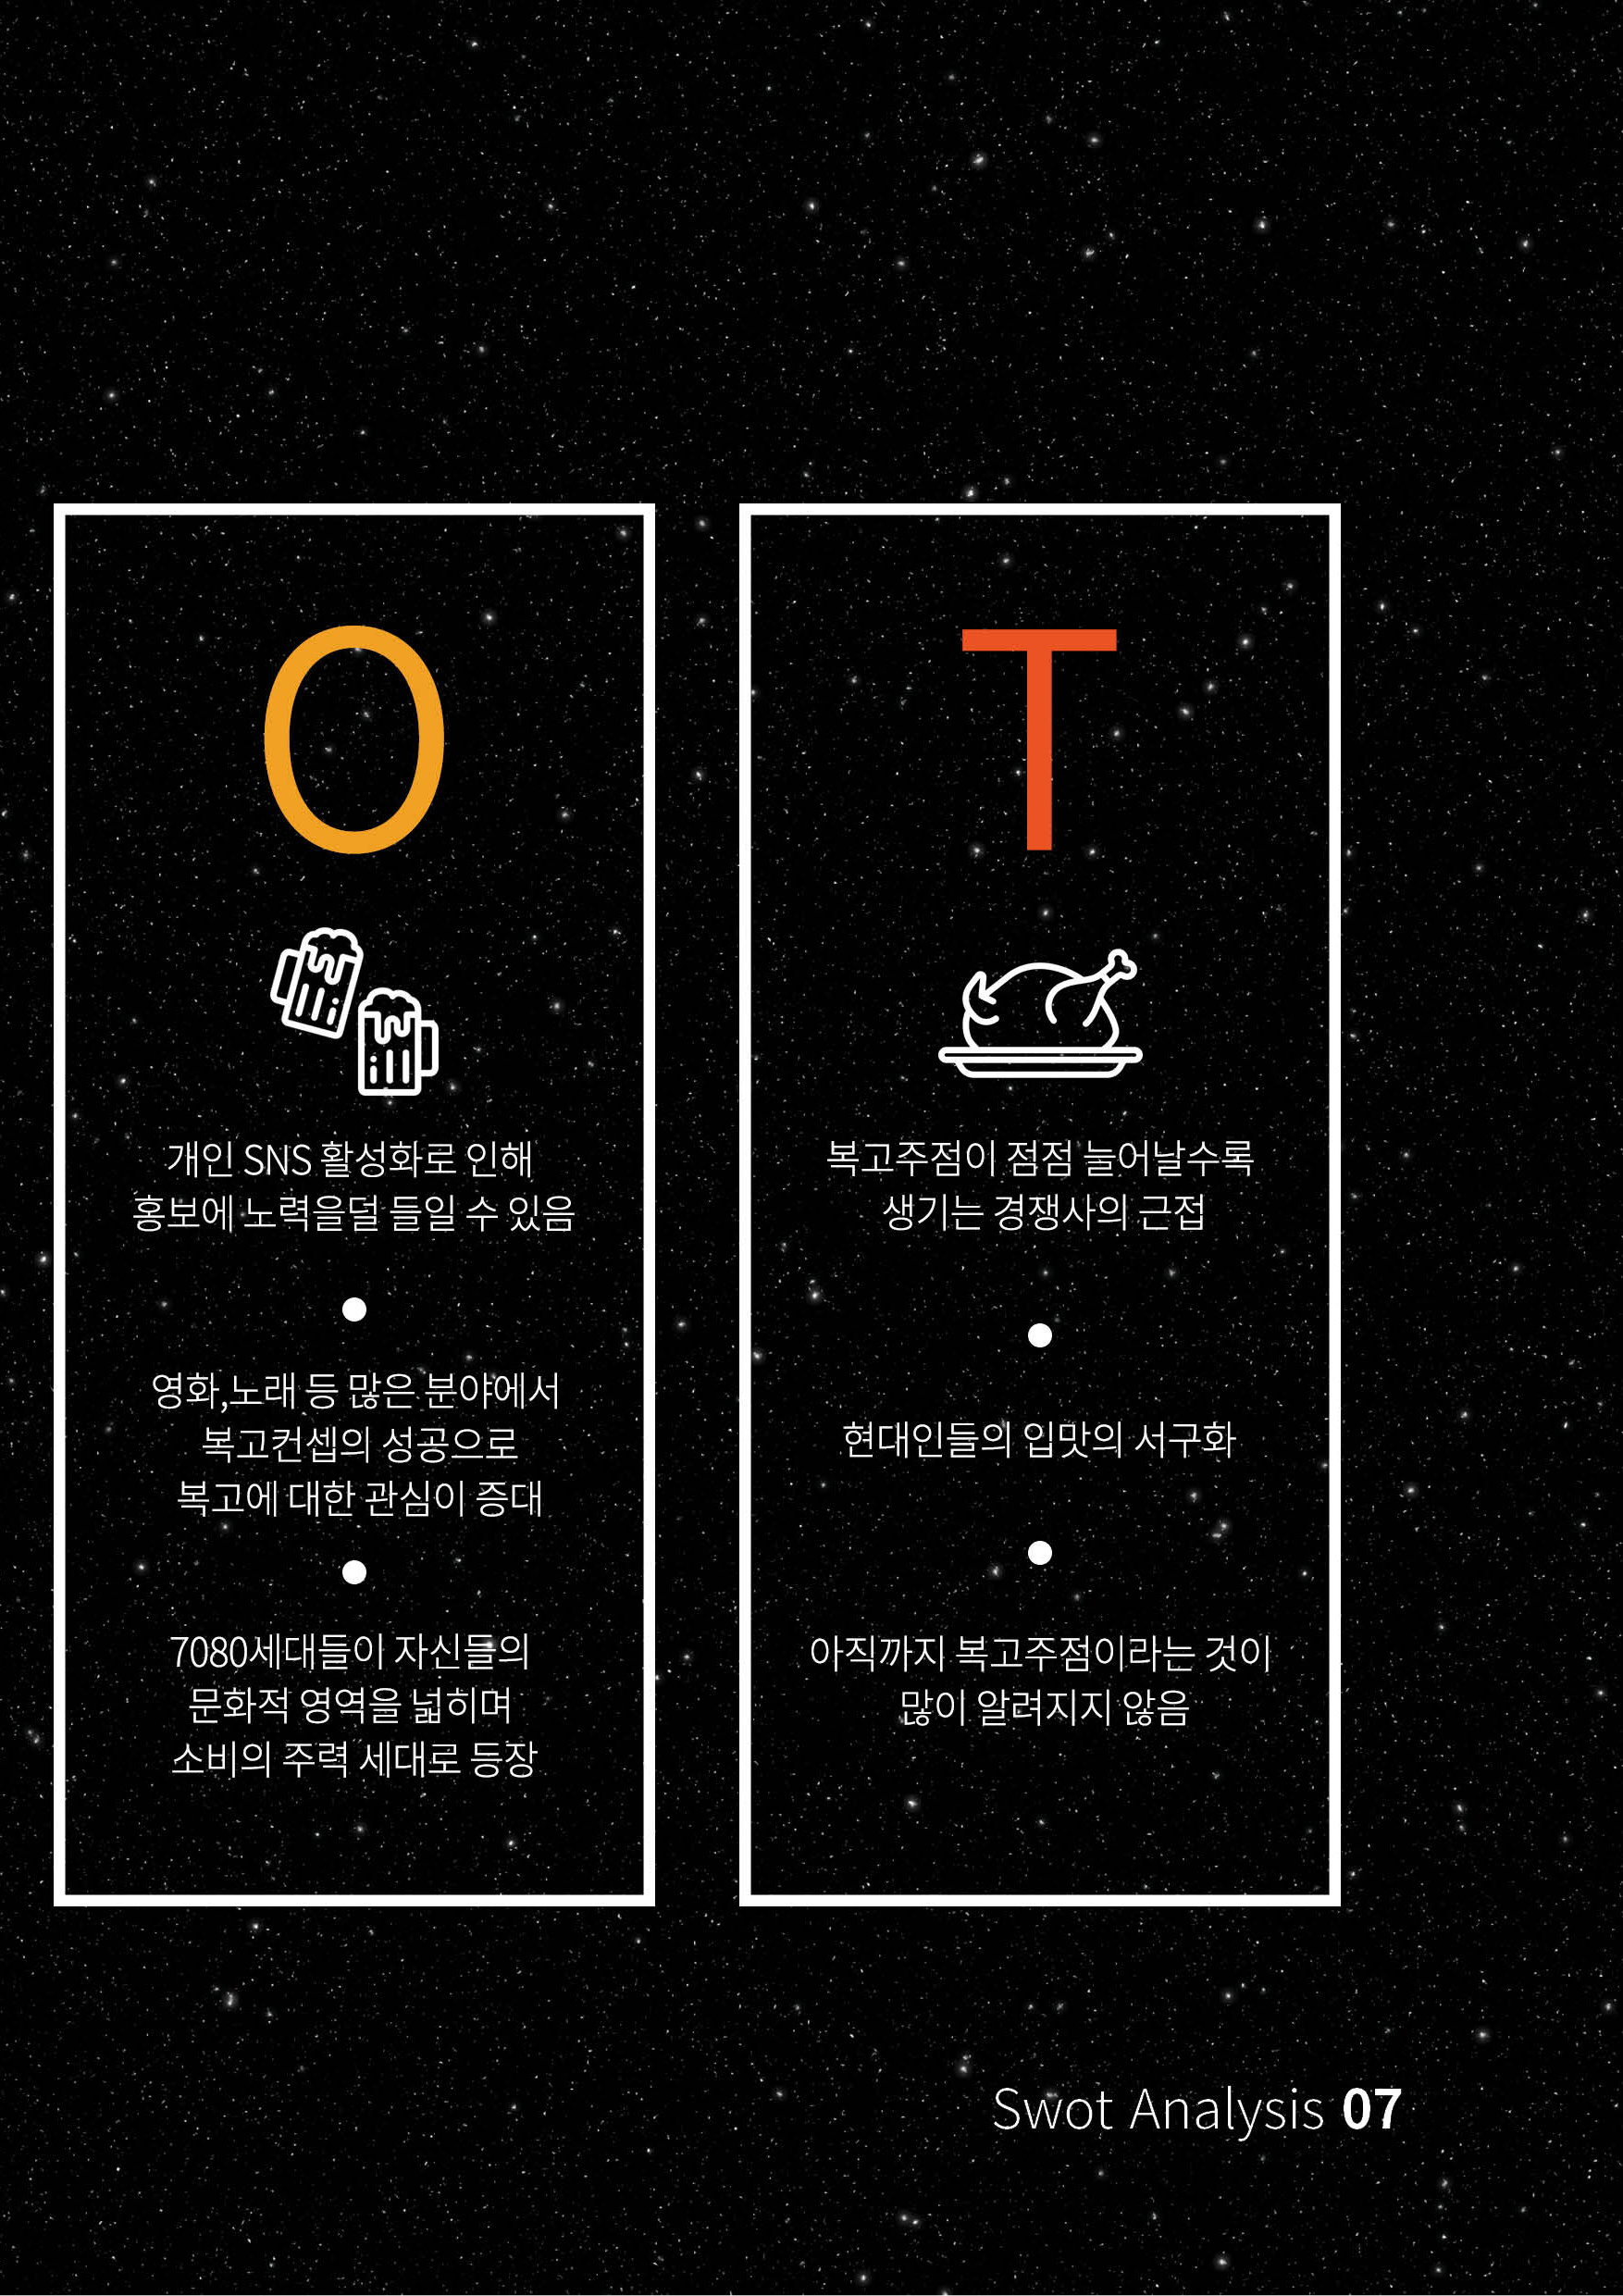 O
개인 SNS 활성화로 인해
홍보에 노력을덜 들일 수 있음
영화,노래 등 많은 분야에서
복고컨셉의 성공으로
복고에 대한 관심이 증대
7080세대들이 자신들의
문화적 영역을 넓히며
소비의 주력 세대로 등장
T
복고주점이 점점 늘어날수록
생기는 경쟁사의 근접
현대인들의 입맛의 서구화
아직까지 복고주점이라는 것이
많이 알려지지 않음
Swot Analysis 07